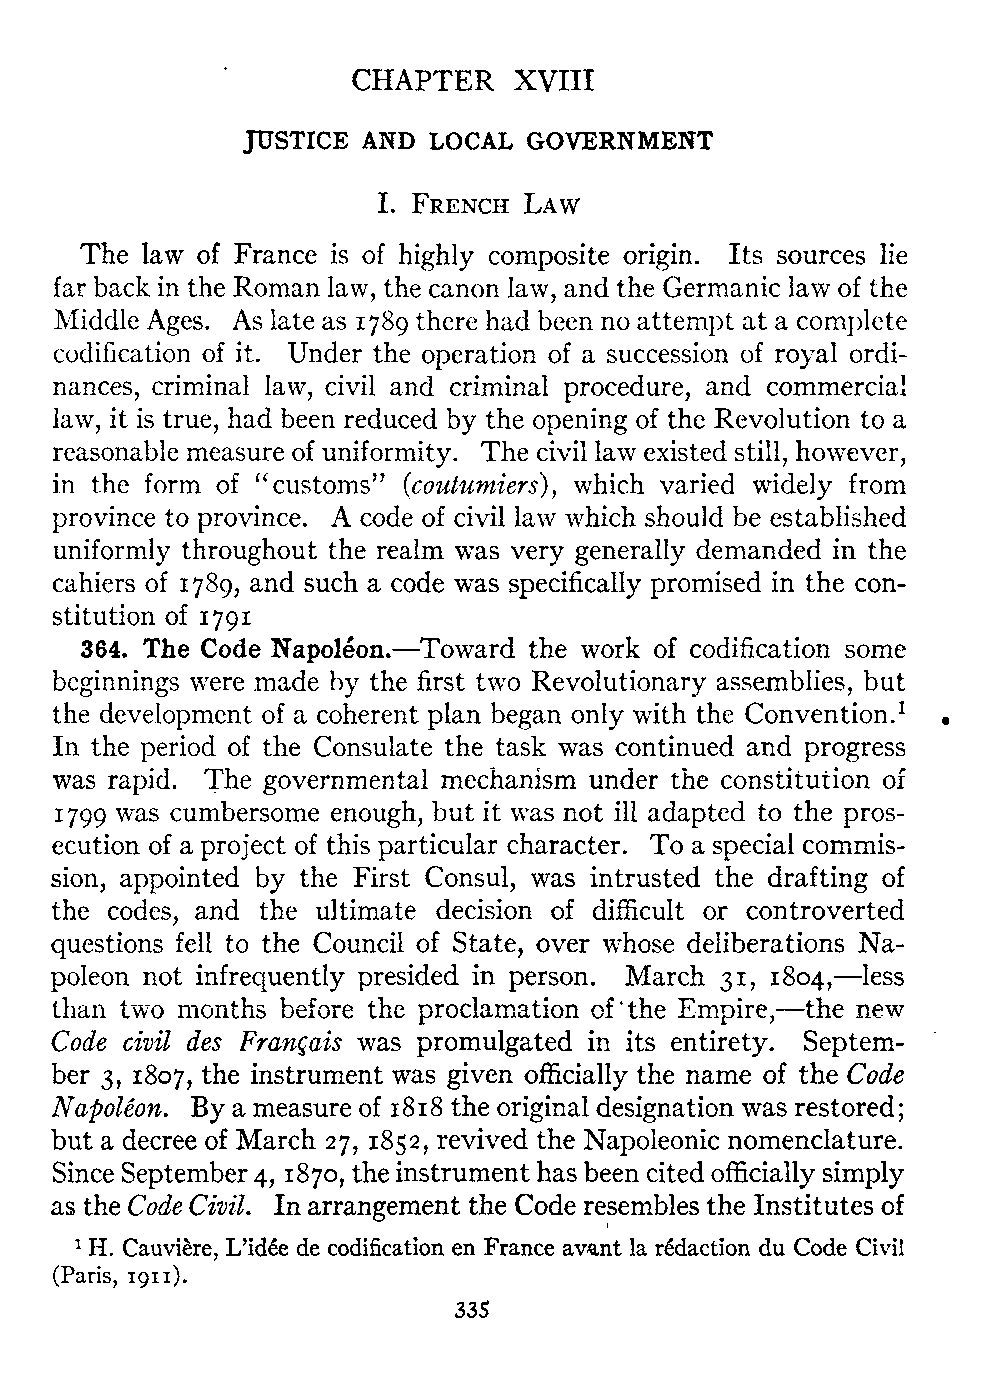 CHAPTER XVIII
JUSTICE AND LOCAL GOVERNMENT
I. FRENCH LAW
The law of France is of highly composite origin. Its sources lie
far back in the Roman law, the canon law, and the Germanic law of the
Middle Ages. As late as 1789 there had been no attempt at a complete
codification of it. Under the operation of a succession of royal ordi-
nances, criminal law, civil and criminal procedure, and commercial
law, it is true, had been reduced by the opening of the Revolution to a
reasonable measure of uniformity. The civil law existed still, however,
in the form of "customs" (coutumiers), which varied widely from
province to province. A code of civil law which should be established
uniformly throughout the realm was very generally demanded in the
cahiers of 1789, and such a code was specifically promised in the con-
stitution of 1791
364. The Code Napoléon.—Toward the work of codification some
beginnings were made by the first two Revolutionary assemblies, but
the development of a coherent plan began only with the Convention.¹
In the period of the Consulate the task was continued and progress
was rapid. The governmental mechanism under the constitution of
1799 was cumbersome enough, but it was not ill adapted to the pros-
ecution of a project of this particular character. To a special commis-
sion, appointed by the First Consul, was intrusted the drafting of
the codes, and the ultimate decision of difficult or controverted
questions fell to the Council of State, over whose deliberations Na-
poleon not infrequently presided in person. March 31, 1804,—less
than two months before the proclamation of the Empire,—the new
Code civil des Français was promulgated in its entirety. Septem-
ber 3, 1807, the instrument was given officially the name of the Code
Napoléon. By a measure of 1818 the original designation was restored;
but a decree of March 27, 1852, revived the Napoleonic nomenclature.
Since September 4, 1870, the instrument has been cited officially simply
as the Code Civil. In arrangement the Code resembles the Institutes of
¹ H. Cauvière, L'idée de codification en France avant la rédaction du Code Civil
(Paris, 1911).
335